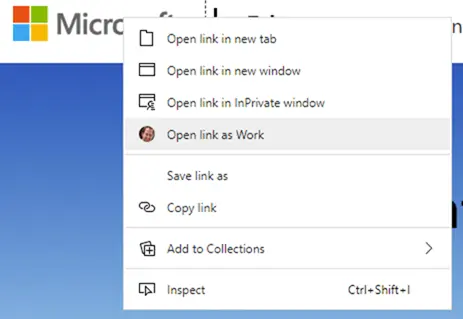 Microsoft
Open link in new tab
Open link in new window
Open link in InPrivate window
Open link as Work
Save link as
Copy link
Add to Collections
Inspect Ctrl+Shift+I